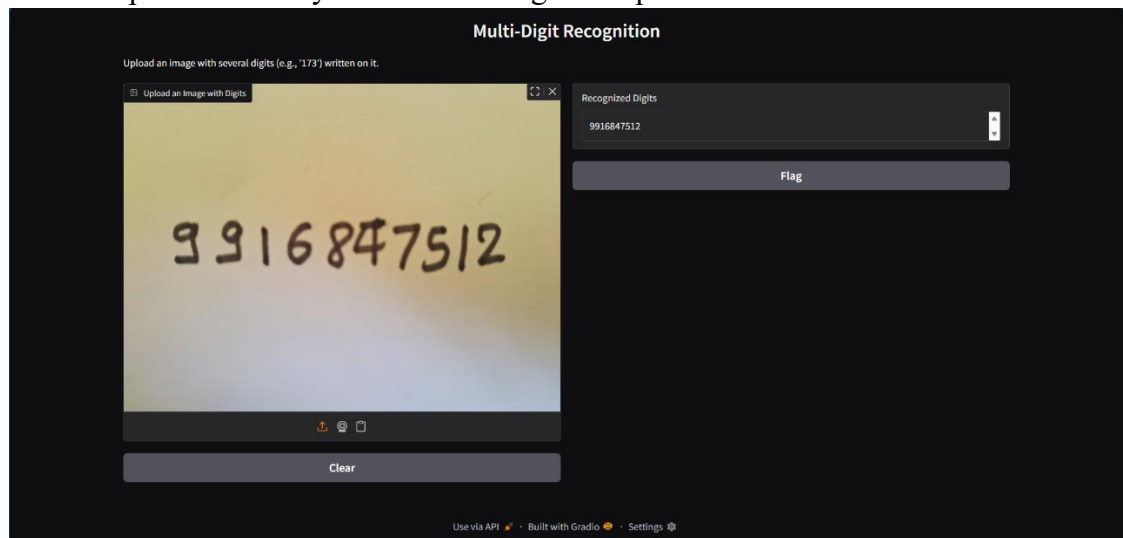 Multi-Digit Recognition
Upload an image with several digits (e.g., '173') written on it.
Upload an Image with Digits
9916847512
Clear
Recognized Digits
9916847512
Flag
Use via API · Built with Gradio · Settings